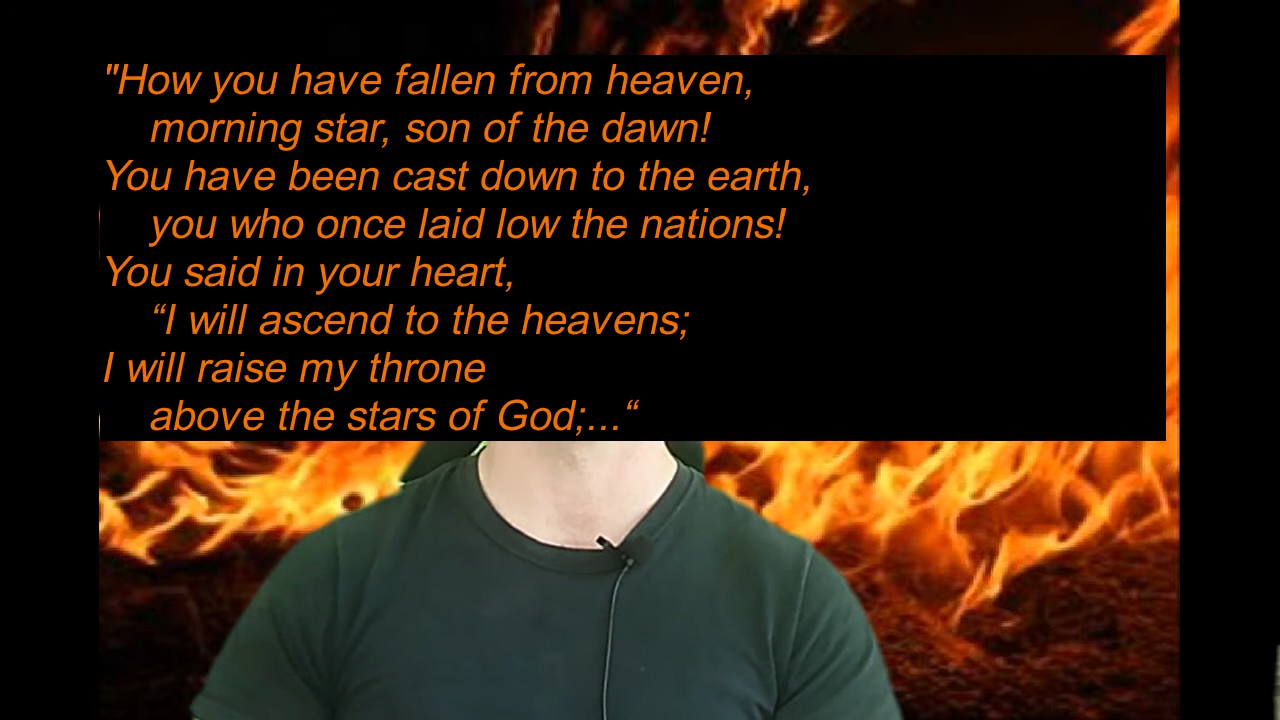 "How you have fallen from heaven,
morning star, son of the dawn!
You have been cast down to the earth,
you who once laid low the nations!
You said in your heart,
“I will ascend to the heavens;
I will raise my throne
above the stars of God;...“